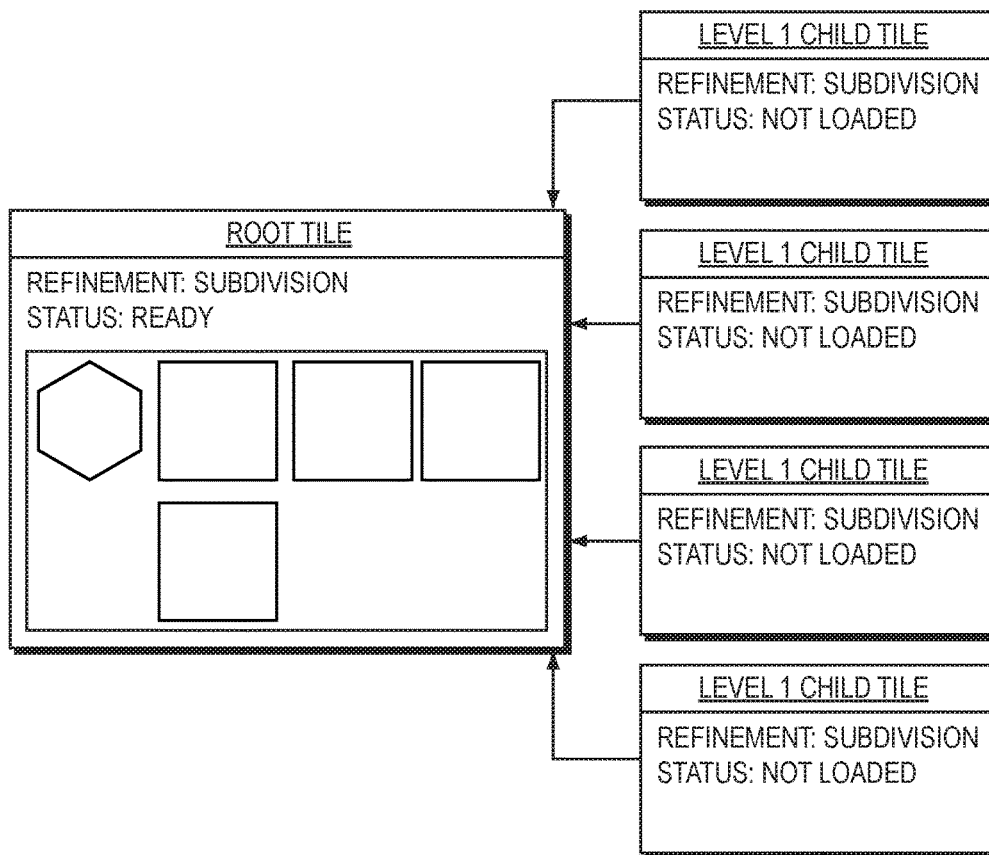 LEVEL 1 CHILD TILE
REFINEMENT: SUBDIVISION
STATUS: NOT LOADED
ROOT TILE
REFINEMENT: SUBDIVISION
STATUS: READY
LEVEL 1 CHILD TILE
REFINEMENT: SUBDIVISION
STATUS: NOT LOADED
LEVEL 1 CHILD TILE
REFINEMENT: SUBDIVISION
STATUS: NOT LOADED
LEVEL 1 CHILD TILE
REFINEMENT: SUBDIVISION
STATUS: NOT LOADED